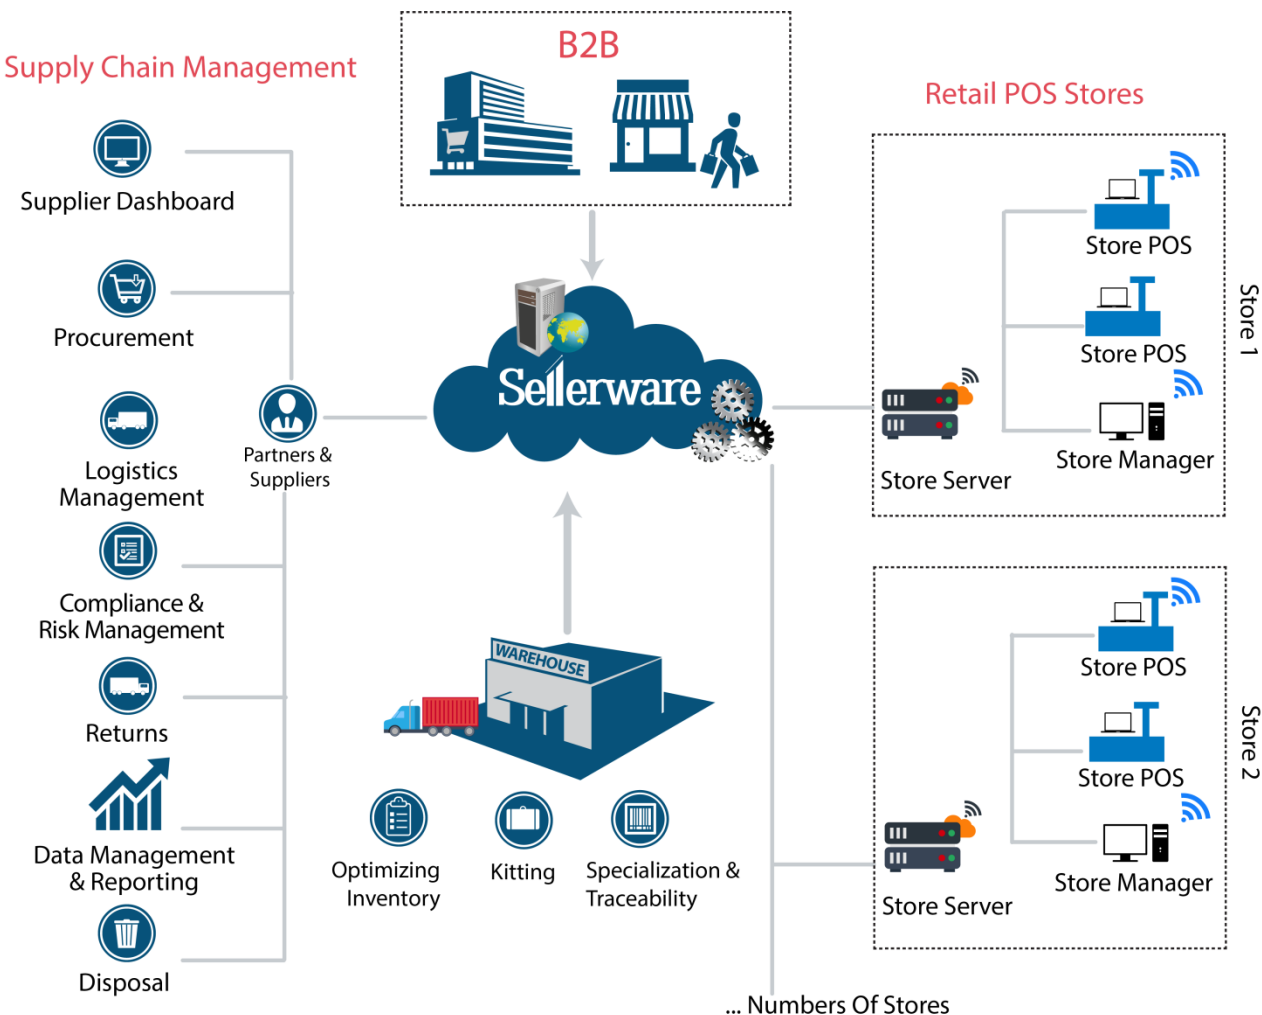 Supply Chain Management
Supplier Dashboard
Procurement
Logistics
Management
Partners &
Suppliers
Compliance &
Risk Management
Returns
Data Management
& Reporting
Disposal
B2B
Sellerware
WAREHOUSE
Optimizing
Inventory
Kitting
Specialization &
Traceability
Retail POS Stores
Store POS
Store POS
Store Manager
Store Server
Store 1
Store POS
Store POS
Store Manager
Store Server
Store 2
... Numbers Of Stores